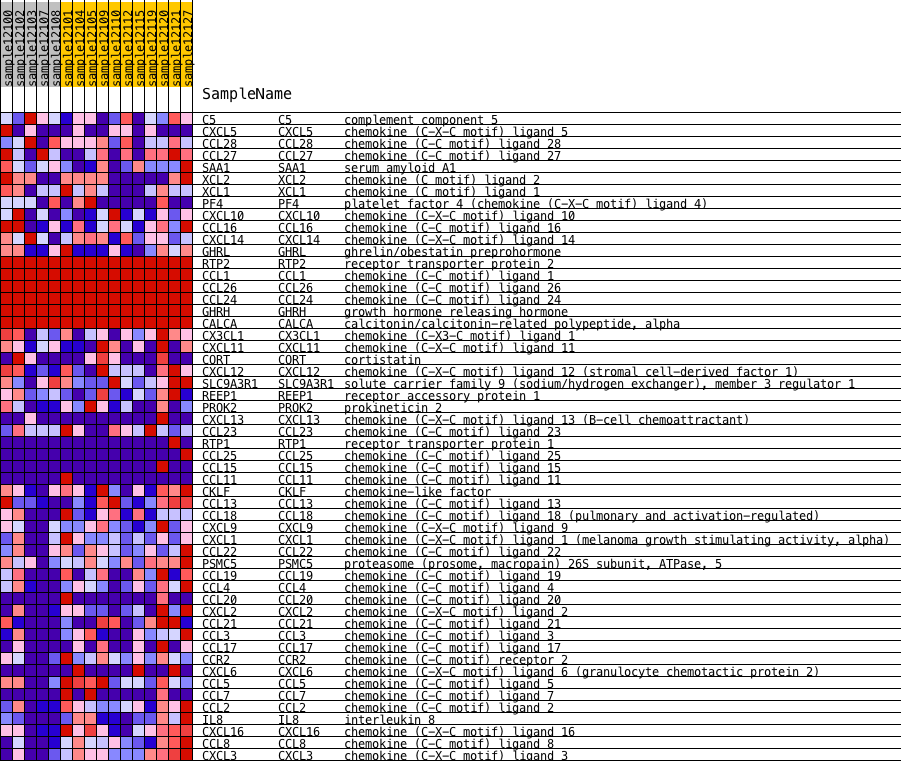 sample12100
sample12102
sample12103
sample12107
sample12108
sample12101
sample12104
sample12105
sample12109
sample12110
sample12112
sample12115
sample12119
sample12120
sample12121
sample12127
SampleName
C5 C5 complement component 5
CXCL5 CXCL5 chemokine (C-X-C motif) ligand 5
CCL28 CCL28 chemokine (C-C motif) ligand 28
CCL27 CCL27 chemokine (C-C motif) ligand 27
SAA1 SAA1 serum amyloid A1
XCL2 XCL2 chemokine (C motif) ligand 2
XCL1 XCL1 chemokine (C motif) ligand 1
PF4 PF4 platelet factor 4 (chemokine (C-X-C motif) ligand 4)
CXCL10 CXCL10 chemokine (C-X-C motif) ligand 10
CCL16 CCL16 chemokine (C-C motif) ligand 16
CXCL14 CXCL14 chemokine (C-X-C motif) ligand 14
GHRL GHRL ghrelin/obestatin preprohormone
RTP2 RTP2 receptor transporter protein 2
CCL1 CCL1 chemokine (C-C motif) ligand 1
CCL26 CCL26 chemokine (C-C motif) ligand 26
CCL24 CCL24 chemokine (C-C motif) ligand 24
GHRH GHRH growth hormone releasing hormone
CALCA CALCA calcitonin/calcitonin-related polypeptide, alpha
CX3CL1 CX3CL1 chemokine (C-X3-C motif) ligand 1
CXCL11 CXCL11 chemokine (C-X-C motif) ligand 11
CORT CORT cortistatin
CXCL12 CXCL12 chemokine (C-X-C motif) ligand 12 (stromal cell-derived factor 1)
SLC9A3R1 SLC9A3R1 solute carrier family 9 (sodium/hydrogen exchanger), member 3 regulator 1
REEP1 REEP1 receptor accessory protein 1
PROK2 PROK2 prokineticin 2
CXCL13 CXCL13 chemokine (C-X-C motif) ligand 13 (B-cell chemoattractant)
CCL23 CCL23 chemokine (C-C motif) ligand 23
RTP1 RTP1 receptor transporter protein 1
CCL25 CCL25 chemokine (C-C motif) ligand 25
CCL15 CCL15 chemokine (C-C motif) ligand 15
CCL11 CCL11 chemokine (C-C motif) ligand 11
CKLF CKLF chemokine-like factor
CCL13 CCL13 chemokine (C-C motif) ligand 13
CCL18 CCL18 chemokine (C-C motif) ligand 18 (pulmonary and activation-regulated)
CXCL9 CXCL9 chemokine (C-X-C motif) ligand 9
CXCL1 CXCL1 chemokine (C-X-C motif) ligand 1 (melanoma growth stimulating activity, alpha)
CCL22 CCL22 chemokine (C-C motif) ligand 22
PSMC5 PSMC5 proteasome (prosome, macropain) 26S subunit, ATPase, 5
CCL19 CCL19 chemokine (C-C motif) ligand 19
CCL4 CCL4 chemokine (C-C motif) ligand 4
CCL20 CCL20 chemokine (C-C motif) ligand 20
CXCL2 CXCL2 chemokine (C-X-C motif) ligand 2
CCL21 CCL21 chemokine (C-C motif) ligand 21
CCL3 CCL3 chemokine (C-C motif) ligand 3
CCL17 CCL17 chemokine (C-C motif) ligand 17
CCR2 CCR2 chemokine (C-C motif) receptor 2
CXCL6 CXCL6 chemokine (C-X-C motif) ligand 6 (granulocyte chemotactic protein 2)
CCL5 CCL5 chemokine (C-C motif) ligand 5
CCL7 CCL7 chemokine (C-C motif) ligand 7
CCL2 CCL2 chemokine (C-C motif) ligand 2
IL8 IL8 interleukin 8
CXCL16 CXCL16 chemokine (C-X-C motif) ligand 16
CCL8 CCL8 chemokine (C-C motif) ligand 8
CXCL3 CXCL3 chemokine (C-X-C motif) ligand 3